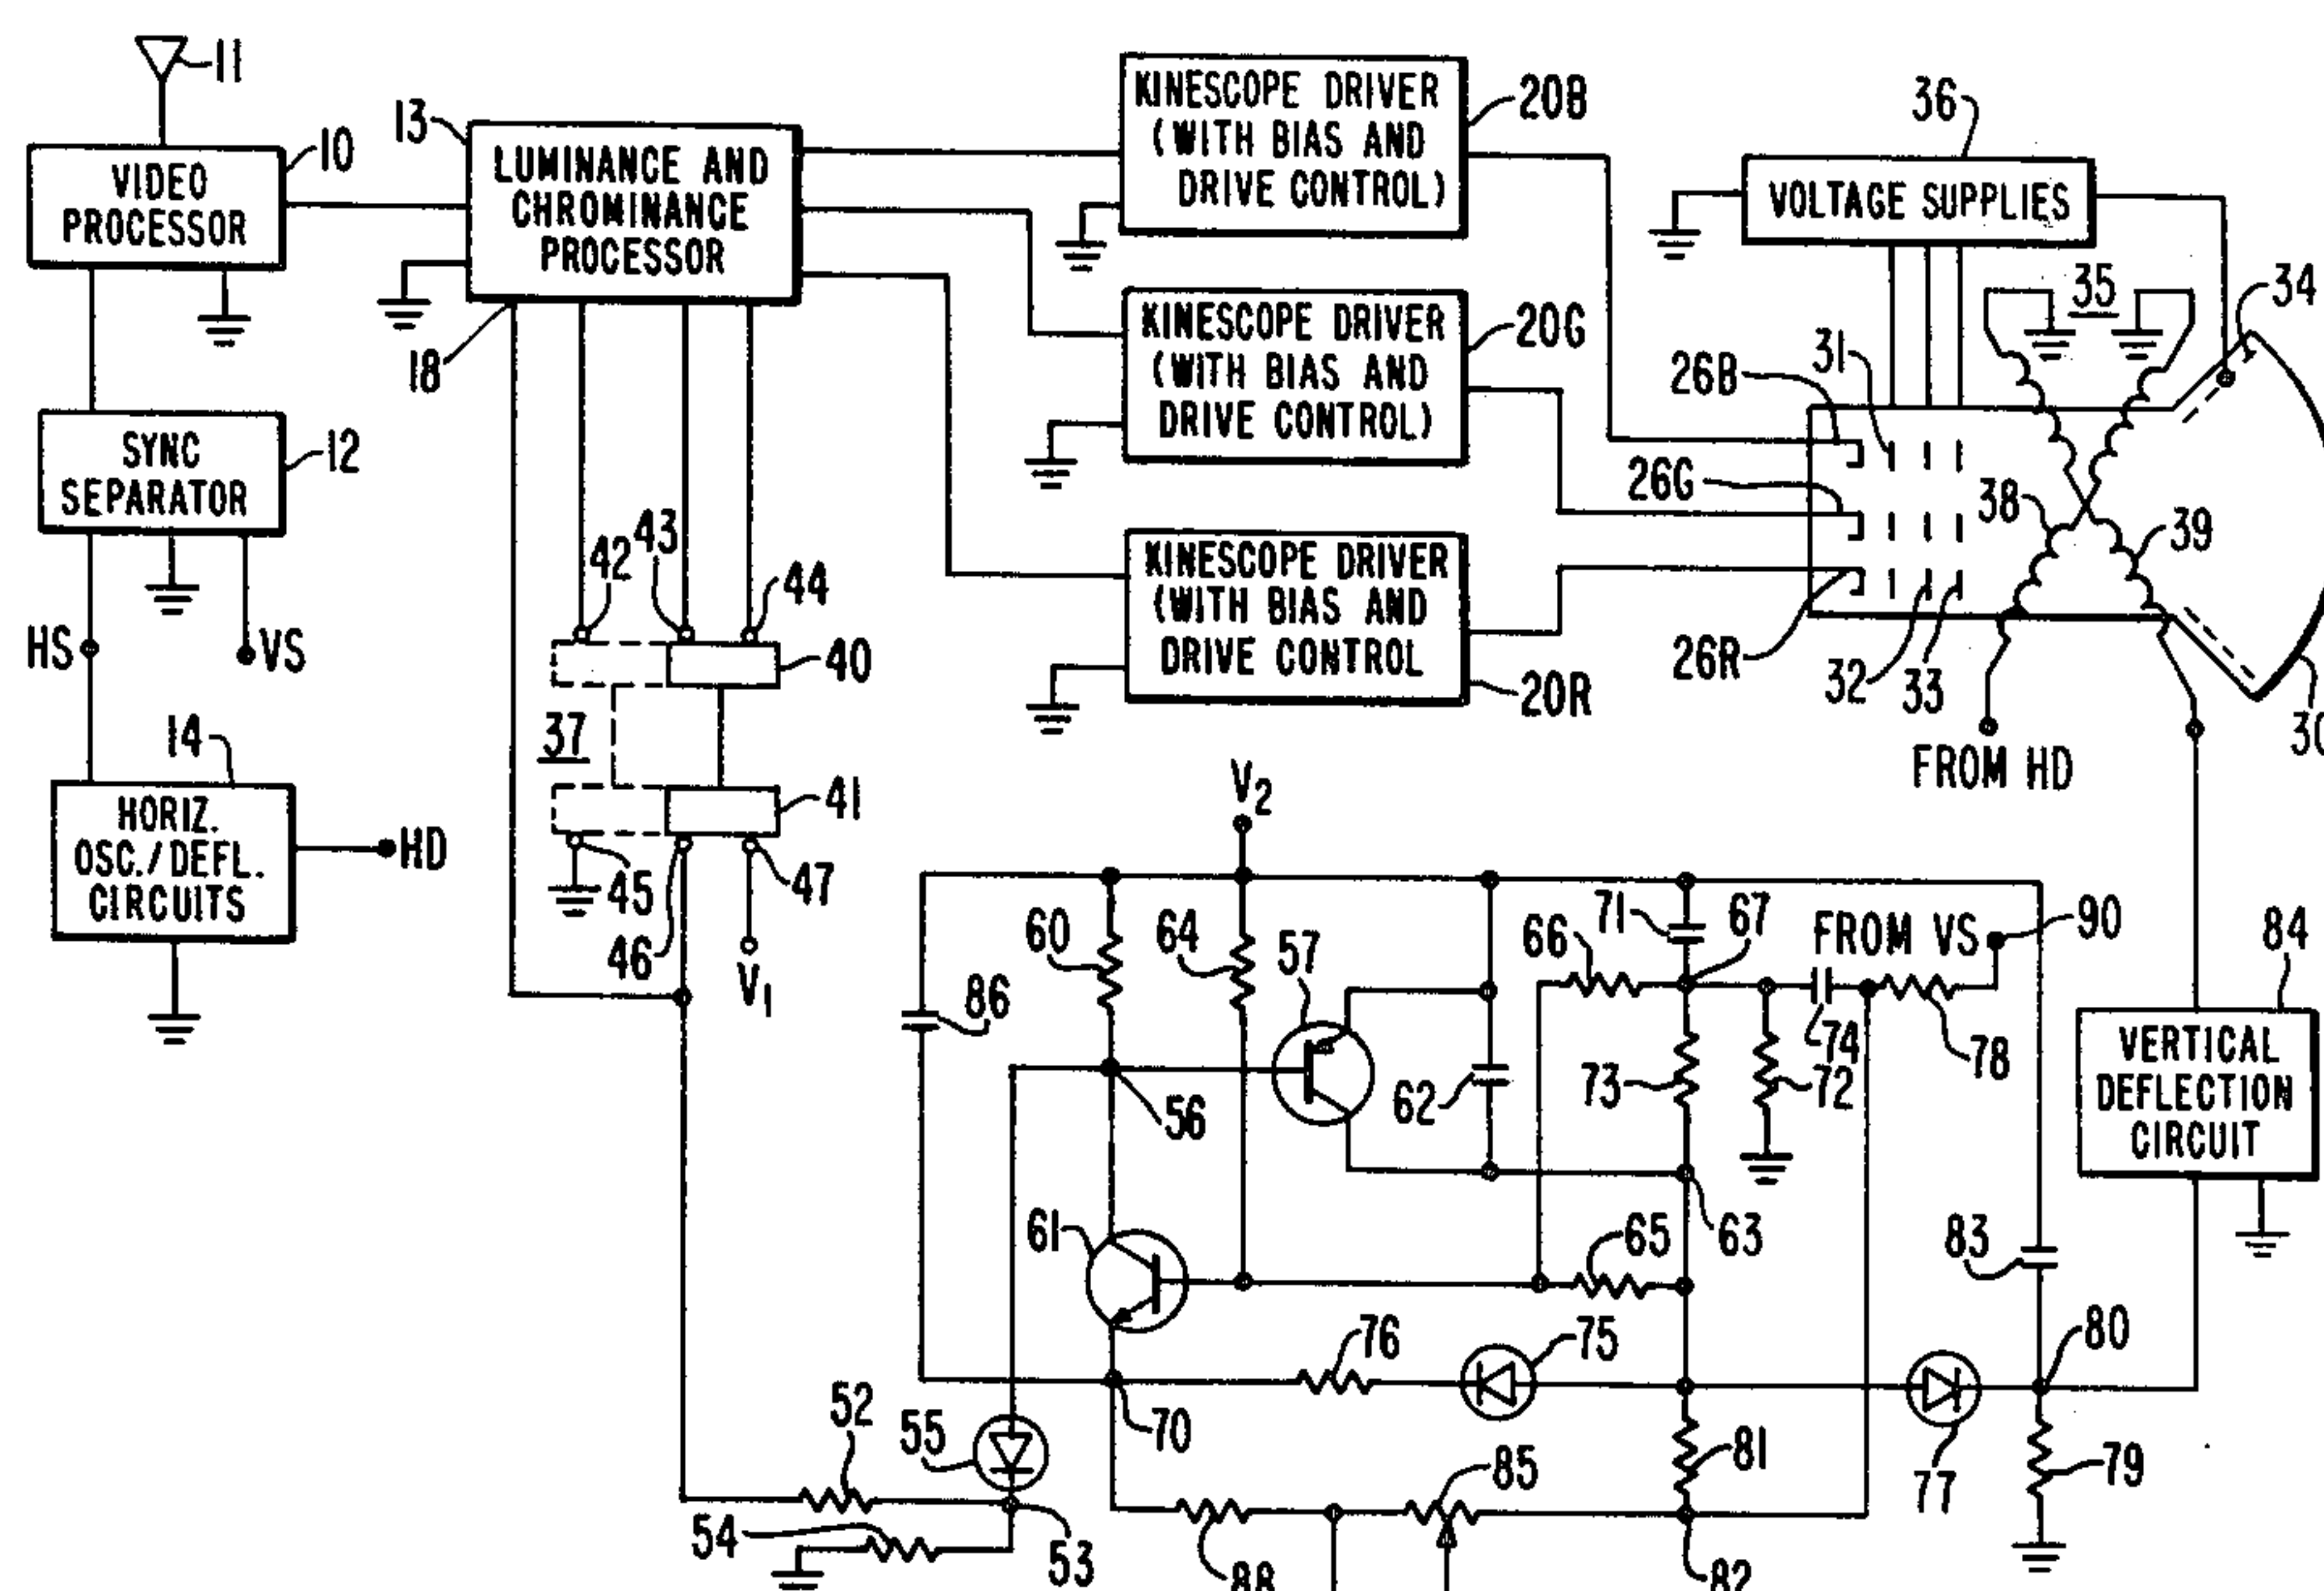 11
10
VIDEO
PROCESSOR
13
LUMINANCE AND
CHROMINANCE
PROCESSOR
18
KINESCOPE DRIVER
(WITH BIAS AND
DRIVE CONTROL)
20B
KINESCOPE DRIVER
(WITH BIAS AND
DRIVE CONTROL)
20G
KINESCOPE DRIVER
(WITH BIAS AND
DRIVE CONTROL
20R
36
VOLTAGE SUPPLIES
35
34
31
26B
26G
38
39
26R
32
33
30
FROM HD
SYNC
SEPARATOR
12
HS
VS
14
HORIZ.
OSC./DEFL.
CIRCUITS
HD
42
43
44
40
37
41
45
46
47
V1
V2
60
64
57
66
71
67
FROM VS
90
84
86
62
73
74
72
78
VERTICAL
DEFLECTION
CIRCUIT
56
61
65
63
83
76
75
80
52
55
70
85
81
77
79
54
53
88
82